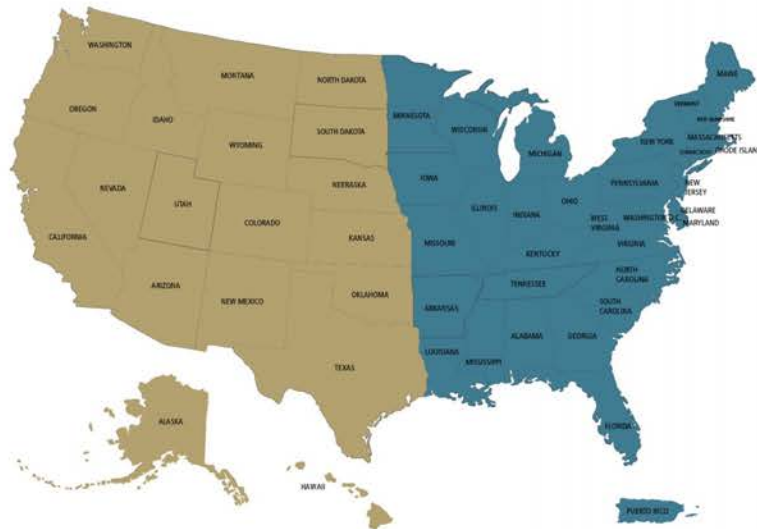 WASHINGTON
MONTANA
NORTH DAKOTA
MINNESOTA
MAINE
OREGON
IDAHO
SOUTH DAKOTA
WISCONSIN
MICHIGAN
VERMONT
NEW HAMPSHIRE
WYOMING
NEW YORK
MASSACHUSETTS
CONNECTICUT
RHODE ISLAN
NEVADA
UTAH
NEBRASKA
IOWA
PENNSYLVANIA
NEW
JERSEY
COLORADO
ILLINOIS
INDIANA
OHIO
DELAWARE
CALIFORNIA
KANSAS
MISSOURI
WEST
VIRGINIA
WASHINGTON D.C.
MARYLAND
KENTUCKY
VIRGINIA
ARIZONA
NEW MEXICO
OKLAHOMA
ARKANSAS
TENNESSEE
NORTH
CAROLINA
SOUTH
CAROLINA
TEXAS
LOUISIANA
MISSISSIPPI
ALABAMA
GEORGIA
ALASKA
HAWAII
FLORIDA
PUERTO RICO